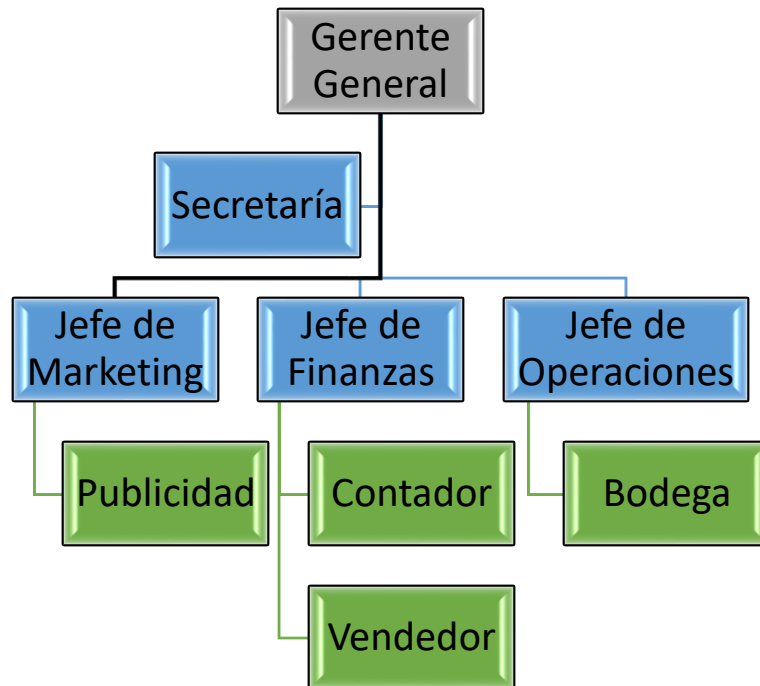 Gerente
General
Secretaría
Jefe de
Marketing
Jefe de
Finanzas
Jefe de
Operaciones
Publicidad
Contador
Bodega
Vendedor